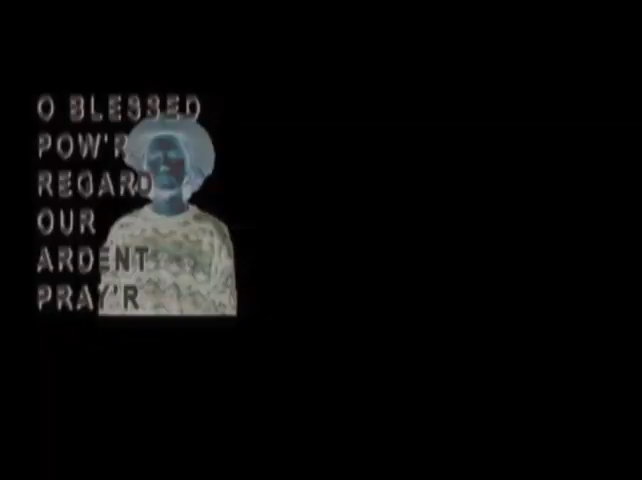 O BLESSED
POW'R
REGARD
OUR
ARDENT
PRAY'R